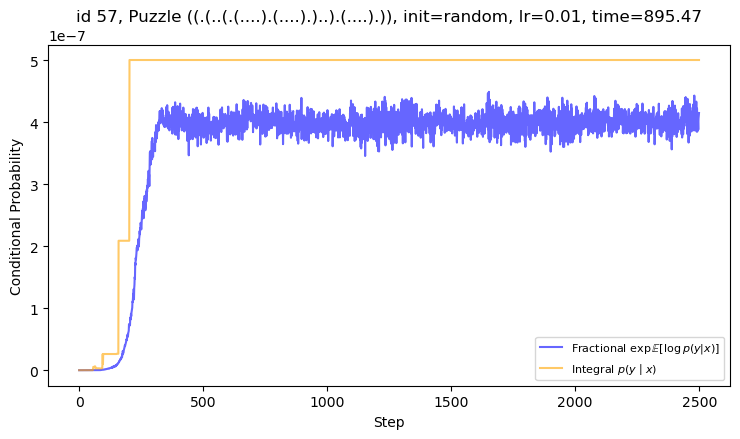 id 57, Puzzle ((.(..(.(....).(....).)..).(....).)), init=random, lr=0.01, time=895.47
1e−7
5
4
3
2
1
0
Conditional Probability
0 500 1000 1500 2000 2500
Step
Fractional exp𝔼[log p(y|x)]
Integral p(y | x)